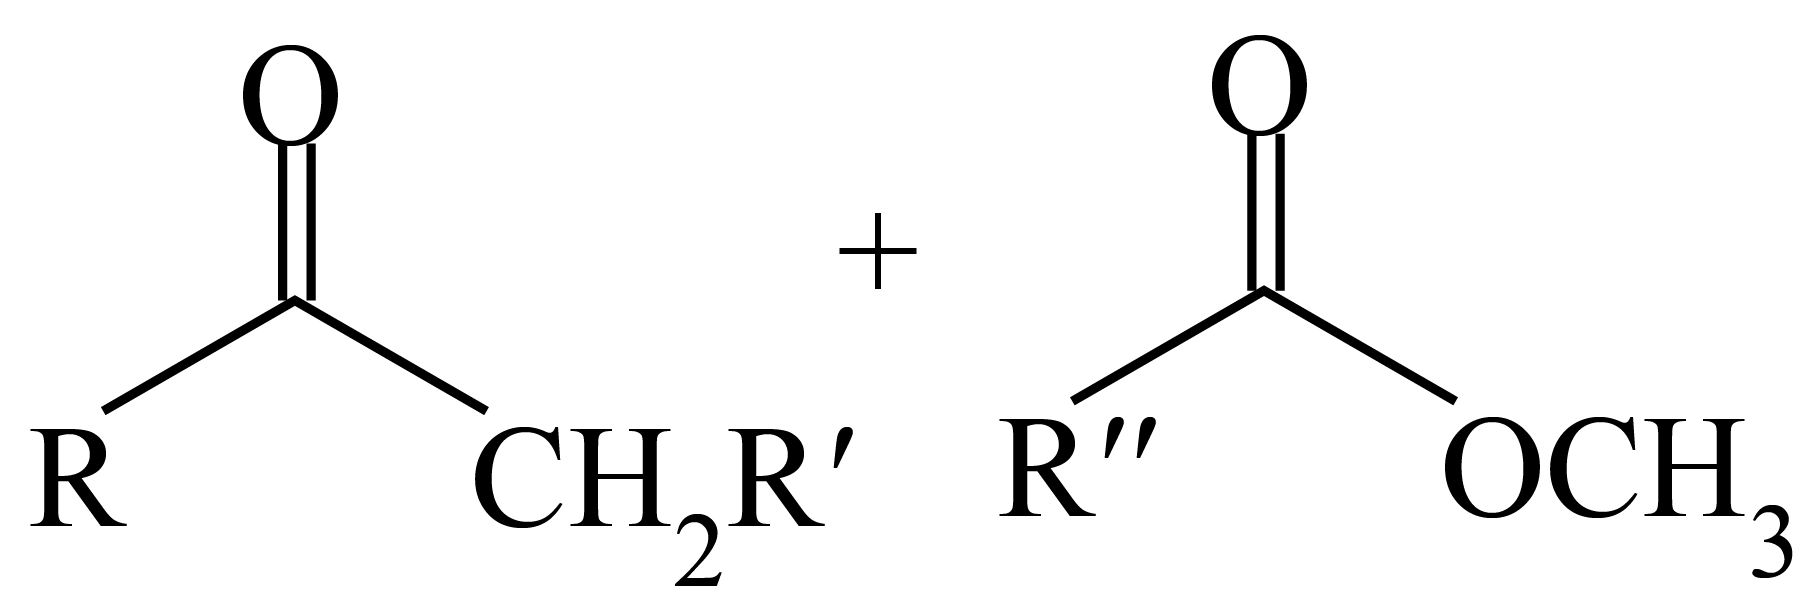 O O
+
R CH₂R′ R″ OCH₃